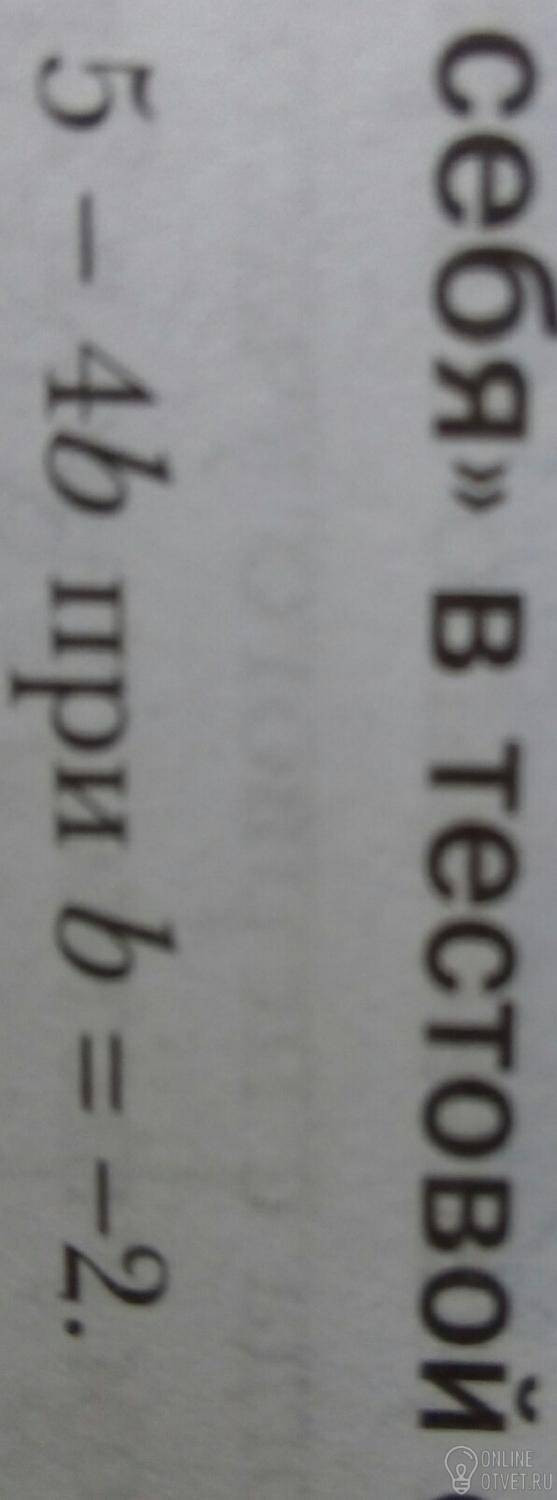 себя» в тестовой
5 – 4b при b = –2.
ONLINE
OTVET.RU